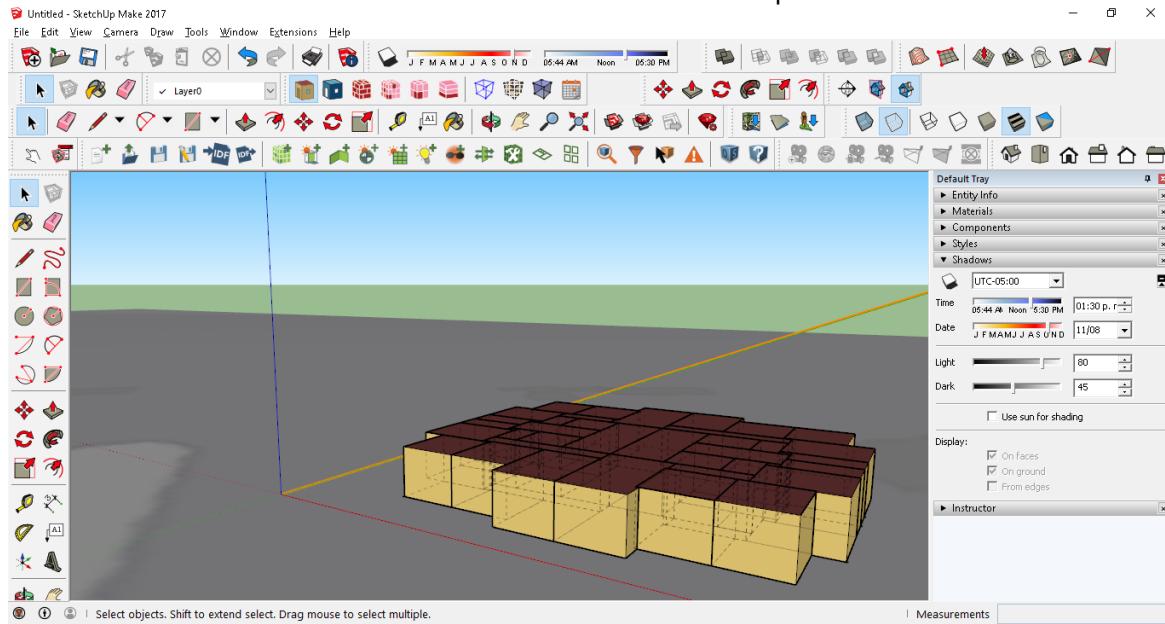 Untitled - SketchUp Make 2017
File Edit View Camera Draw Tools Window Extensions Help
J F M A M J J A S O N D 05:44 AM Noon 05:30 PM
Layer0
A1
IDF IDF+
Default Tray
Entity Info
Materials
Components
Styles
Shadows
UTC-05:00
Time 05:44 AM Noon 5:30 PM 01:30 p. r
Date J F M A M J J A S O N D 11/08
Light 80
Dark 45
Use sun for shading
Display:
On faces
On ground
From edges
Instructor
A1
Select objects. Shift to extend select. Drag mouse to select multiple.
Measurements